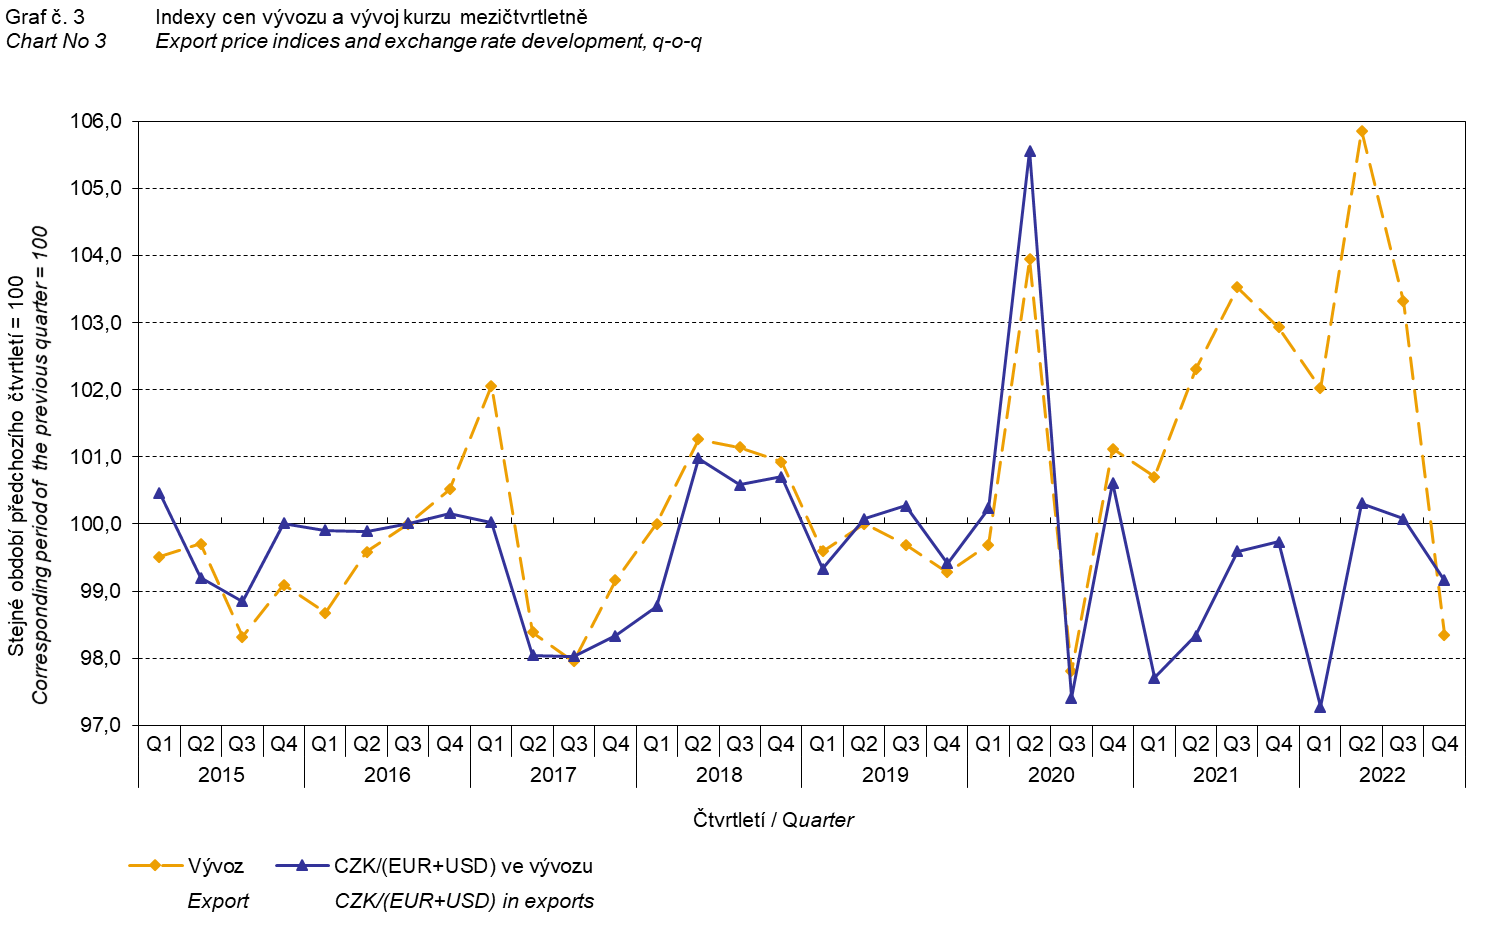 Graf č. 3 Indexy cen vývozu a vývoj kurzu mezičtvrtletně
Chart No 3 Export price indices and exchange rate development, q-o-q
Stejné období předchozího čtvrtletí = 100
Corresponding period of the previous quarter = 100
106,0
105,0
104,0
103,0
102,0
101,0
100,0
99,0
98,0
97,0
Q1 Q2 Q3 Q4 Q1 Q2 Q3 Q4 Q1 Q2 Q3 Q4 Q1 Q2 Q3 Q4 Q1 Q2 Q3 Q4 Q1 Q2 Q3 Q4 Q1 Q2 Q3 Q4 Q1 Q2 Q3 Q4
2015 2016 2017 2018 2019 2020 2021 2022
Čtvrtletí / Quarter
Vývoz CZK/(EUR+USD) ve vývozu
Export CZK/(EUR+USD) in exports